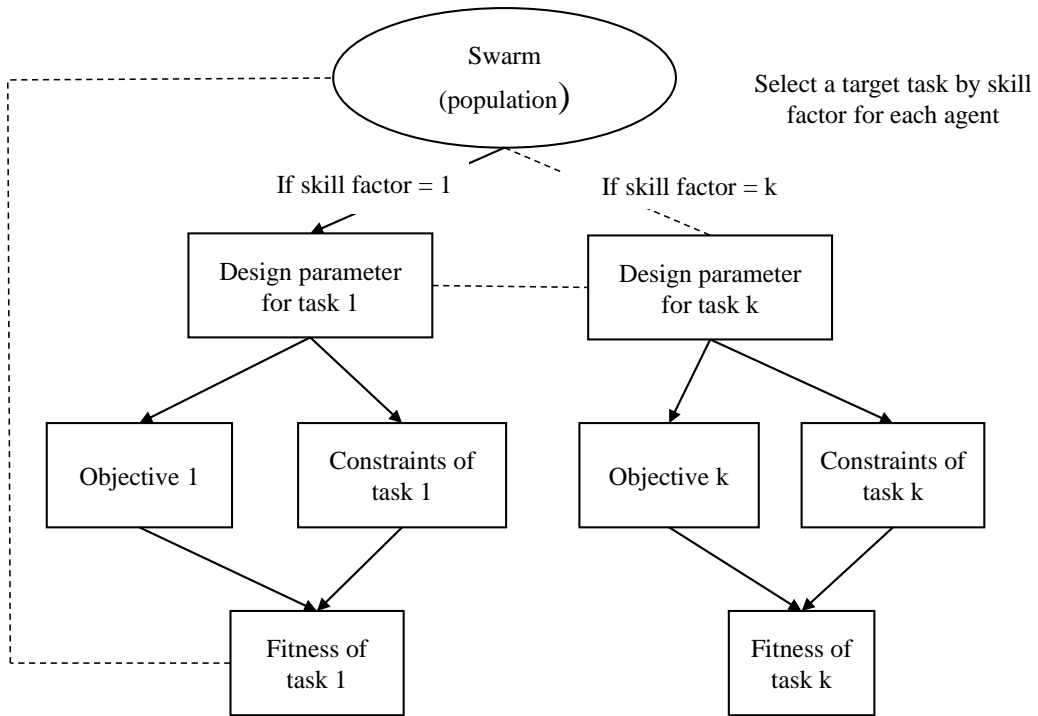 Swarm
(population)
Select a target task by skill
factor for each agent
If skill factor = 1
If skill factor = k
Design parameter
for task 1
Design parameter
for task k
Objective 1
Constraints of
task 1
Objective k
Constraints of
task k
Fitness of
task 1
Fitness of
task k